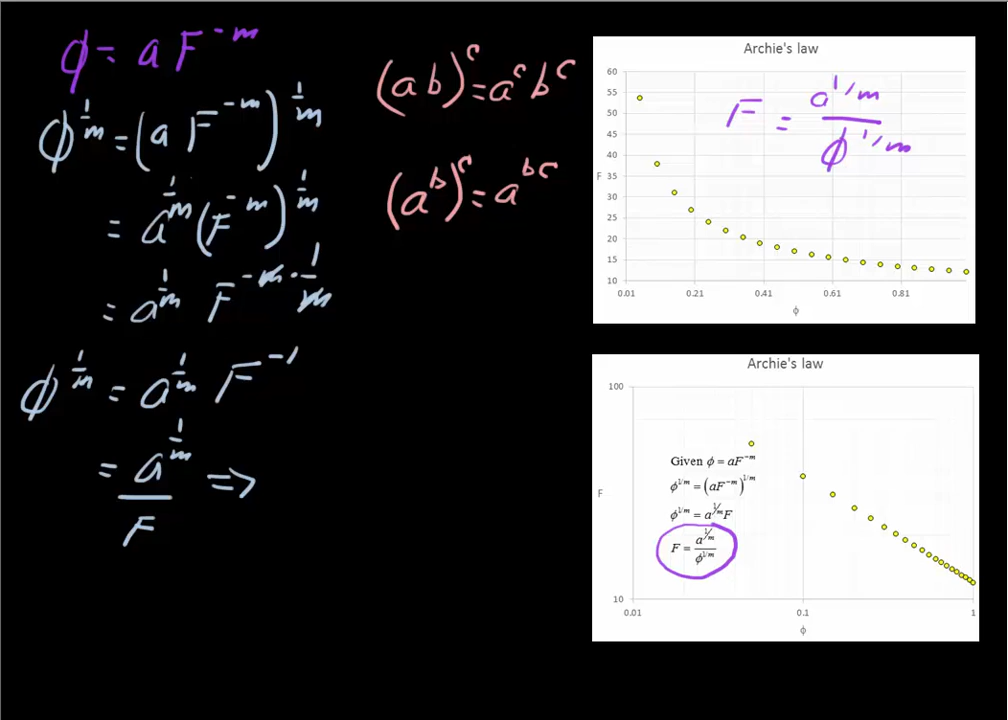 ϕ = a F^-m
ϕ^1/m = (a F^-m)^1/m
= a^1/m (F^-m)^1/m
= a^1/m F^-m·1/m
ϕ^1/m = a^1/m F^-1
= a^1/m / F =>
(ab)^c = a^c b^c
(a^b)^c = a^bc
Archie's law
F = a^1/m / ϕ^1/m
60
55
50
45
40
35
30
25
20
15
10
F
0.01 0.21 0.41 0.61 0.81
ϕ
Archie's law
100
Given ϕ = aF^-m
ϕ^1/m = (aF^-m)^1/m
ϕ^1/m = a^1/m F
F = a^1/m / ϕ^1/m
F
10
0.01 0.1 1
ϕ